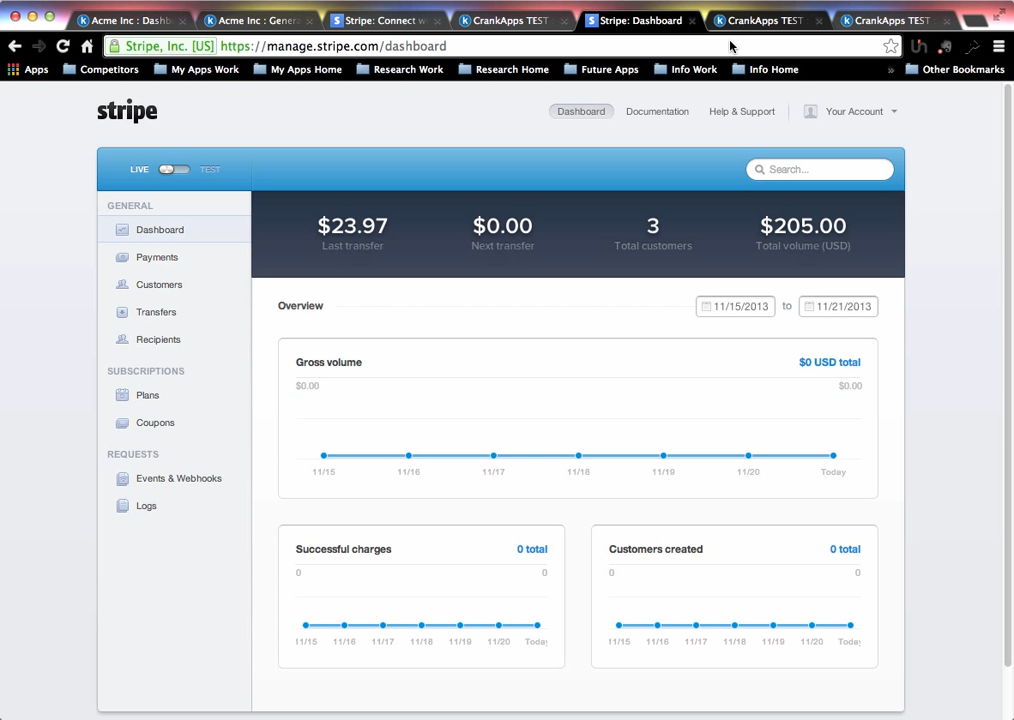 Acme Inc : Dashb
Acme Inc : Gener
Stripe: Connect w
CrankApps TEST
Stripe: Dashboard
CrankApps TEST
CrankApps TEST
Stripe, Inc. [US] https://manage.stripe.com/dashboard
Apps Competitors My Apps Work My Apps Home Research Work Research Home Future Apps Info Work Info Home » Other Bookmarks
stripe
Dashboard Documentation Help & Support Your Account
LIVE TEST
Search...
GENERAL
Dashboard
Payments
Customers
Transfers
Recipients
SUBSCRIPTIONS
Plans
Coupons
REQUESTS
Events & Webhooks
Logs
$23.97 $0.00 3 $205.00
Last transfer Next transfer Total customers Total volume (USD)
Overview 11/15/2013 to 11/21/2013
Gross volume $0 USD total
$0.00 $0.00
11/15 11/16 11/17 11/18 11/19 11/20 Today
Successful charges 0 total
0 0
11/15 11/16 11/17 11/18 11/19 11/20 Today
Customers created 0 total
0 0
11/15 11/16 11/17 11/18 11/19 11/20 Today